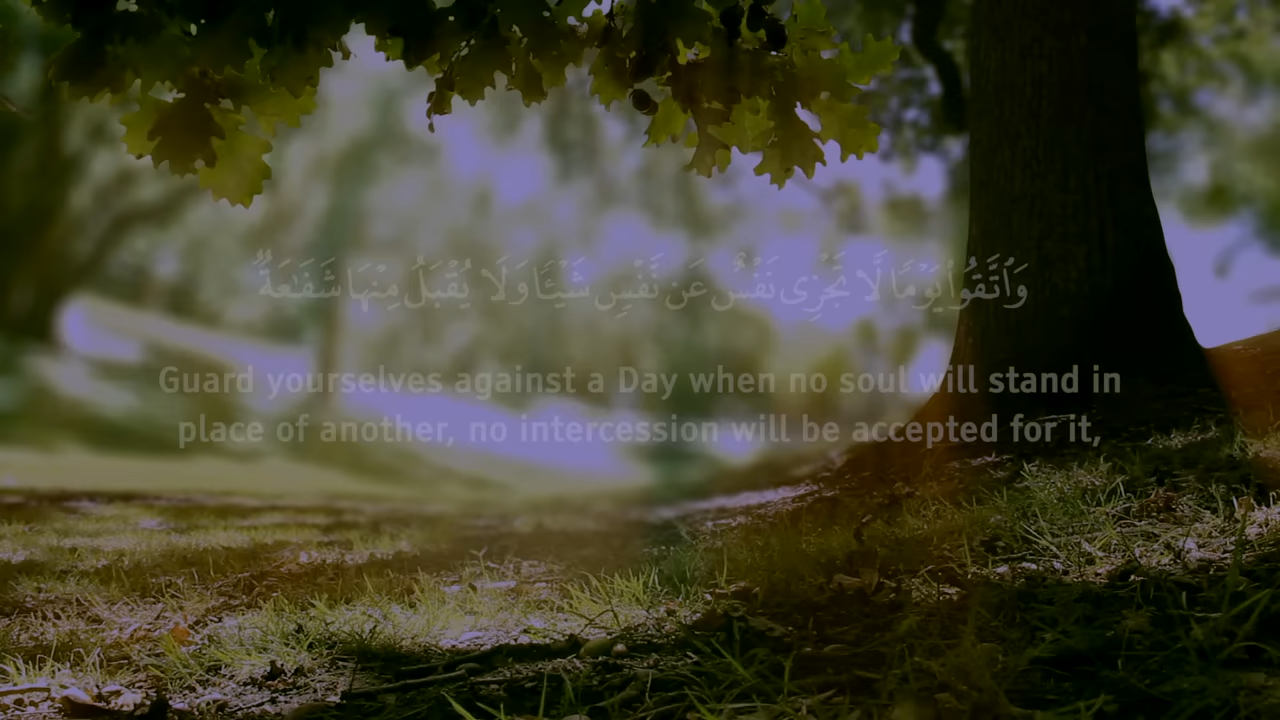 وَٱتَّقُوا۟ يَوْمًا لَّا تَجْزِى نَفْسٌ عَن نَّفْسٍ شَيْـًٔا وَلَا يُقْبَلُ مِنْهَا شَفَـٰعَةٌ
Guard yourselves against a Day when no soul will stand in
place of another, no intercession will be accepted for it,